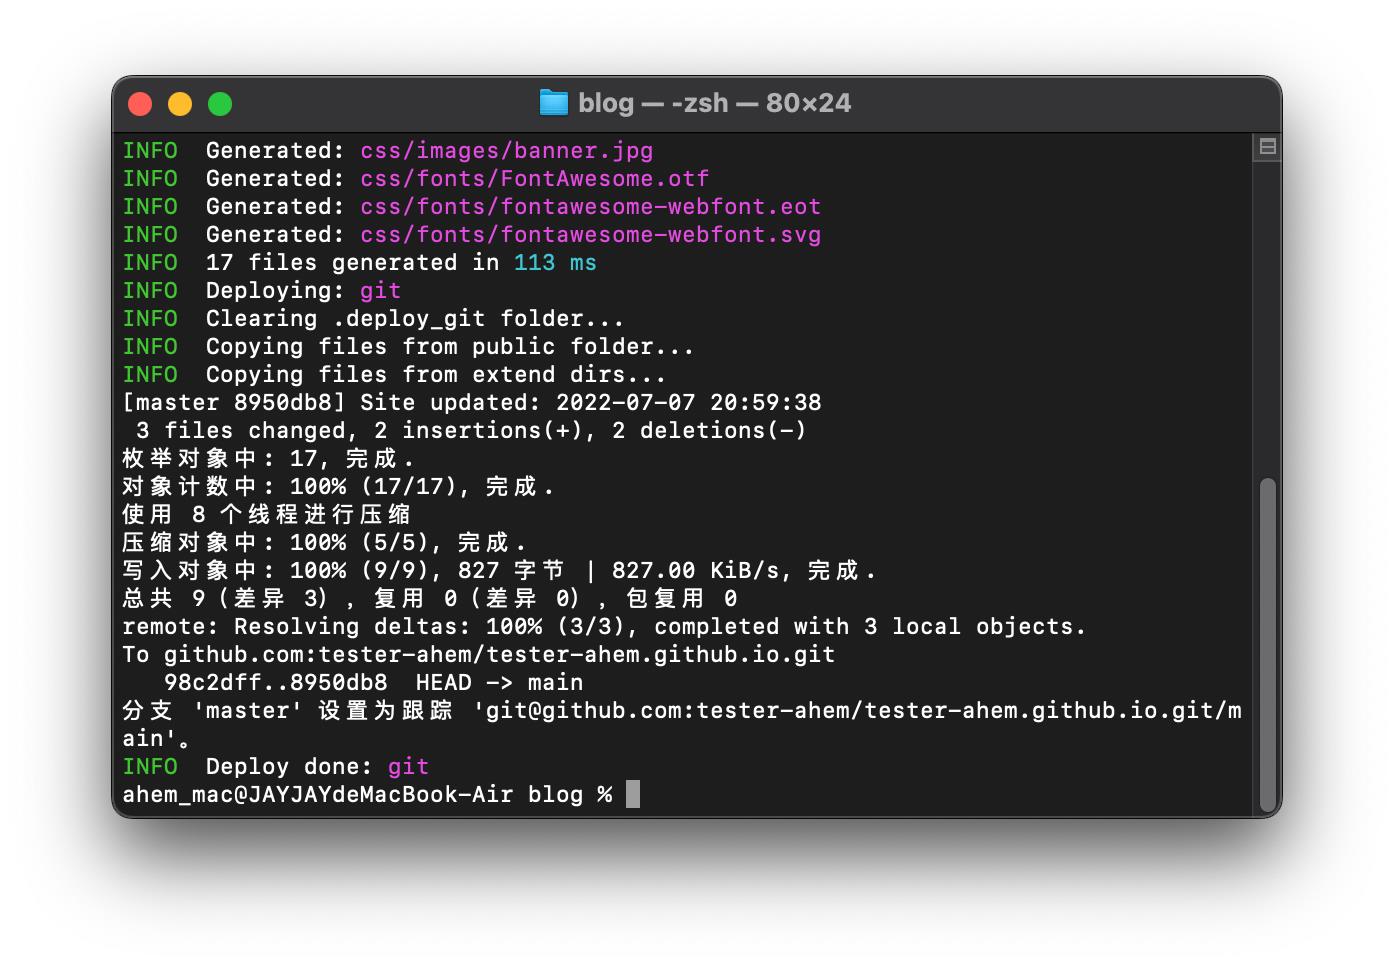 blog — -zsh — 80×24
INFO  Generated: css/images/banner.jpg
INFO  Generated: css/fonts/FontAwesome.otf
INFO  Generated: css/fonts/fontawesome-webfont.eot
INFO  Generated: css/fonts/fontawesome-webfont.svg
INFO  17 files generated in 113 ms
INFO  Deploying: git
INFO  Clearing .deploy_git folder...
INFO  Copying files from public folder...
INFO  Copying files from extend dirs...
[master 8950db8] Site updated: 2022-07-07 20:59:38
 3 files changed, 2 insertions(+), 2 deletions(-)
枚举对象中: 17, 完成.
对象计数中: 100% (17/17), 完成.
使用 8 个线程进行压缩
压缩对象中: 100% (5/5), 完成.
写入对象中: 100% (9/9), 827 字节 | 827.00 KiB/s, 完成.
总共 9（差异 3），复用 0（差异 0），包复用 0
remote: Resolving deltas: 100% (3/3), completed with 3 local objects.
To github.com:tester-ahem/tester-ahem.github.io.git
   98c2dff..8950db8  HEAD -> main
分支 'master' 设置为跟踪 'git@github.com:tester-ahem/tester-ahem.github.io.git/m
ain'。
INFO  Deploy done: git
ahem_mac@JAYJAYdeMacBook-Air blog %